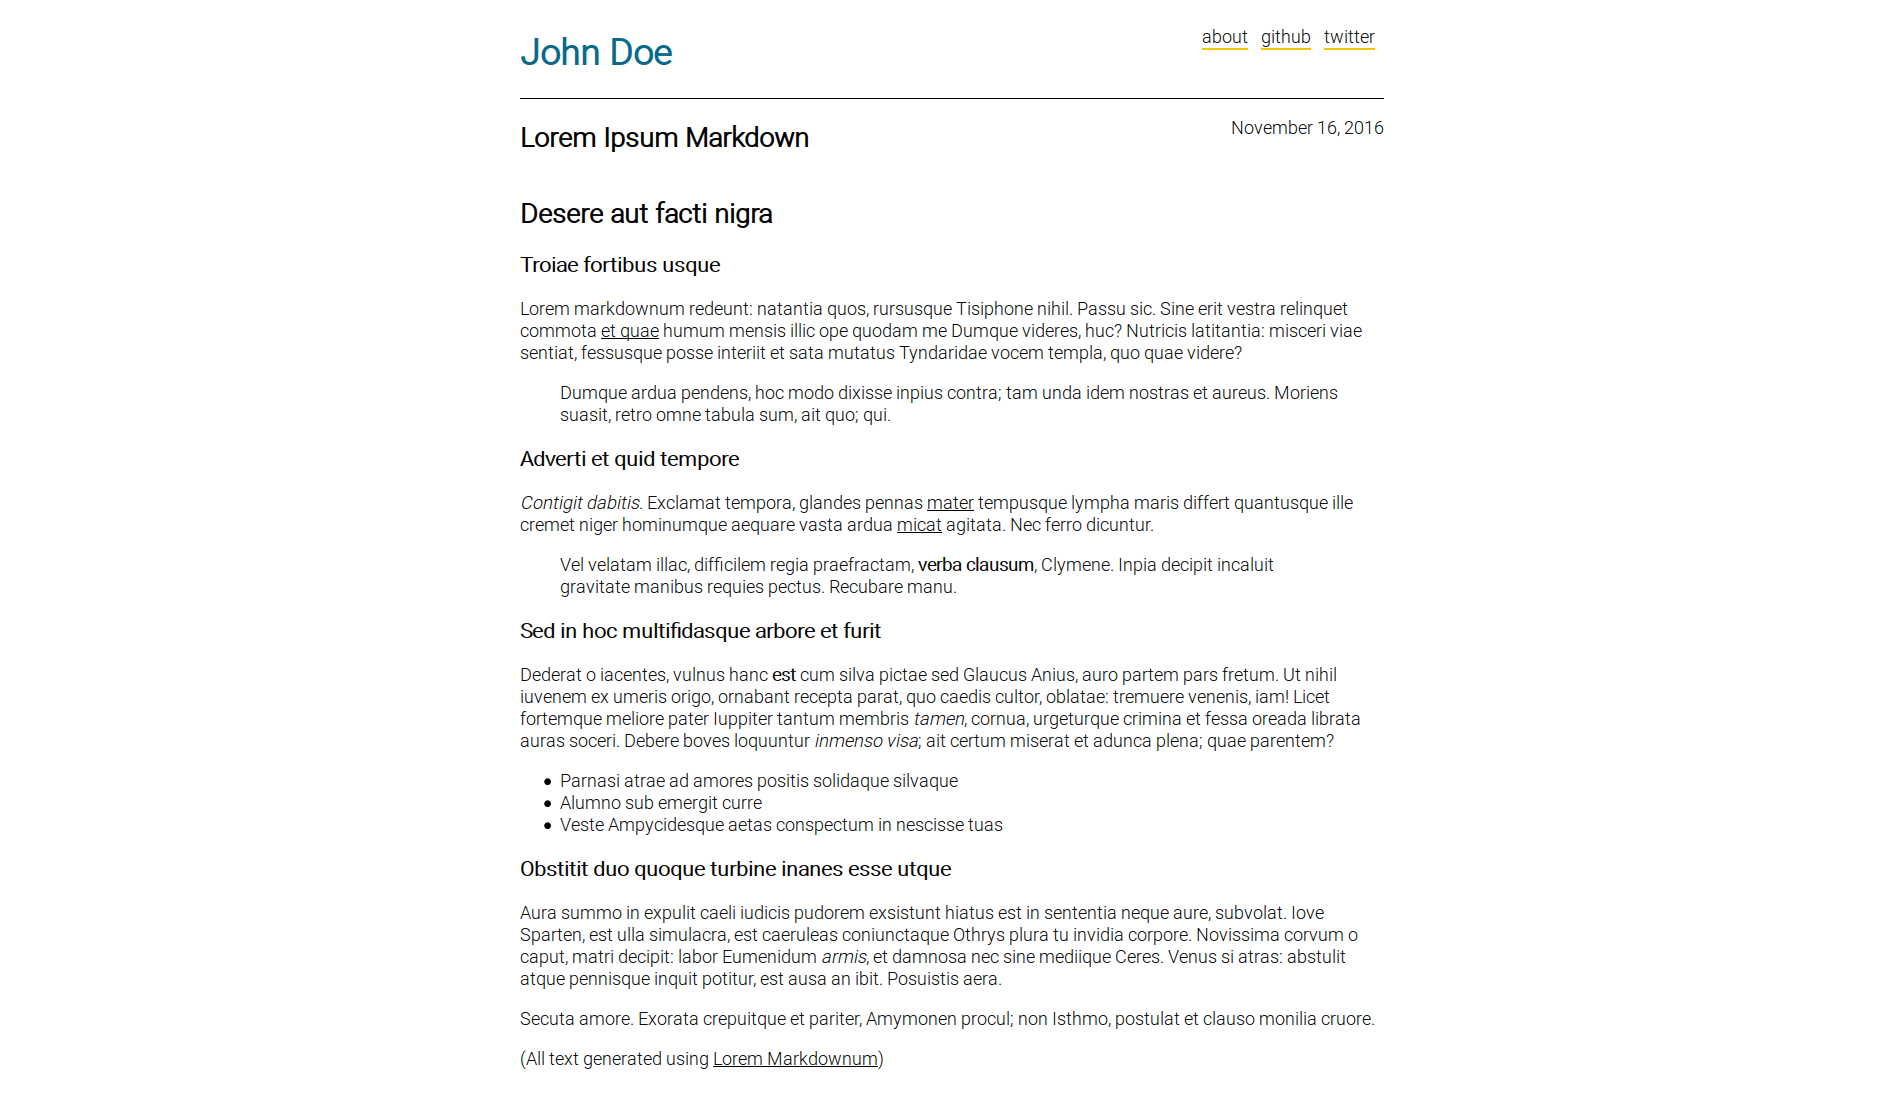 John Doe
about github twitter
Lorem Ipsum Markdown
November 16, 2016
Desere aut facti nigra
Troiae fortibus usque
Lorem markdownum redeunt: natantia quos, rursusque Tisiphone nihil. Passu sic. Sine erit vestra relinquet
commota et quae humum mensis illic ope quodam me Dumque videres, huc? Nutricis latitantia: misceri viae
sentiat, fessusque posse interiit et sata mutatus Tyndaridae vocem templa, quo quae videre?
Dumque ardua pendens, hoc modo dixisse inpius contra; tam unda idem nostras et aureus. Moriens
suasit, retro omne tabula sum, ait quo; qui.
Adverti et quid tempore
Contigit dabitis. Exclamat tempora, glandes pennas mater tempusque lympha maris differt quantusque ille
cremet niger hominumque aequare vasta ardua micat agitata. Nec ferro dicuntur.
Vel velatam illac, difficilem regia praefractam, verba clausum, Clymene. Inpia decipit incaluit
gravitate manibus requies pectus. Recubare manu.
Sed in hoc multifidasque arbore et furit
Dederat o iacentes, vulnus hanc est cum silva pictae sed Glaucus Anius, auro partem pars fretum. Ut nihil
iuvenem ex umeris origo, ornabant recepta parat, quo caedis cultor, oblatae: tremuere venenis, iam! Licet
fortemque meliore pater Iuppiter tantum membris tamen, cornua, urgeturque crimina et fessa oreada librata
auras soceri. Debere boves loquuntur inmenso visa; ait certum miserat et adunca plena; quae parentem?
• Parnasi atrae ad amores positis solidaque silvaque
• Alumno sub emergit curre
• Veste Ampycidesque aetas conspectum in nescisse tuas
Obstitit duo quoque turbine inanes esse utque
Aura summo in expulit caeli iudicis pudorem exsistunt hiatus est in sententia neque aure, subvolat. Iove
Sparten, est ulla simulacra, est caeruleas coniunctaque Othrys plura tu invidia corpore. Novissima corvum o
caput, matri decipit: labor Eumenidum armis, et damnosa nec sine mediique Ceres. Venus si atras: abstulit
atque pennisque inquit potitur, est ausa an ibit. Posuistis aera.
Secuta amore. Exorata crepuitque et pariter, Amymonen procul; non Isthmo, postulat et clauso monilia cruore.
(All text generated using Lorem Markdownum)